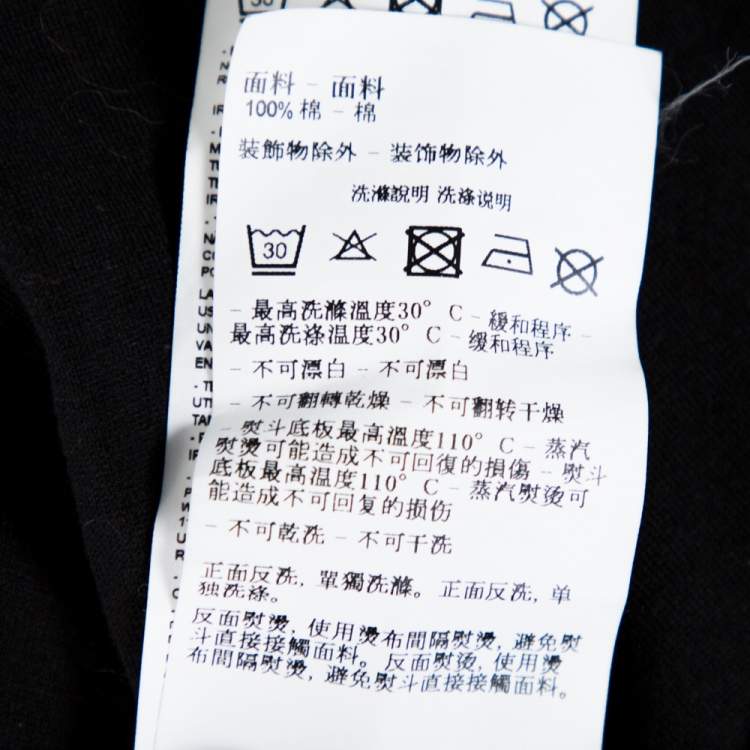 面料 – 面料
100% 棉 – 棉
裝飾物除外 – 装饰物除外
洗滌說明 洗涤说明
30
– 最高洗滌溫度30° C – 緩和程序 –
最高洗涤温度30° C – 缓和程序
– 不可漂白 – 不可漂白
– 不可翻轉乾燥 – 不可翻转干燥
– 熨斗底板最高溫度110° C – 蒸汽
熨燙可能造成不可回復的損傷 – 熨斗
底板最高温度110° C – 蒸汽熨烫可
能造成不可回复的损伤
– 不可乾洗 – 不可干洗
正面反洗, 單獨洗滌。 正面反洗, 单
独洗涤。
反面熨燙, 使用燙布間隔熨燙, 避免熨
斗直接接觸面料。 反面熨烫, 使用燙
布間隔熨燙, 避免熨斗直接接觸面料。